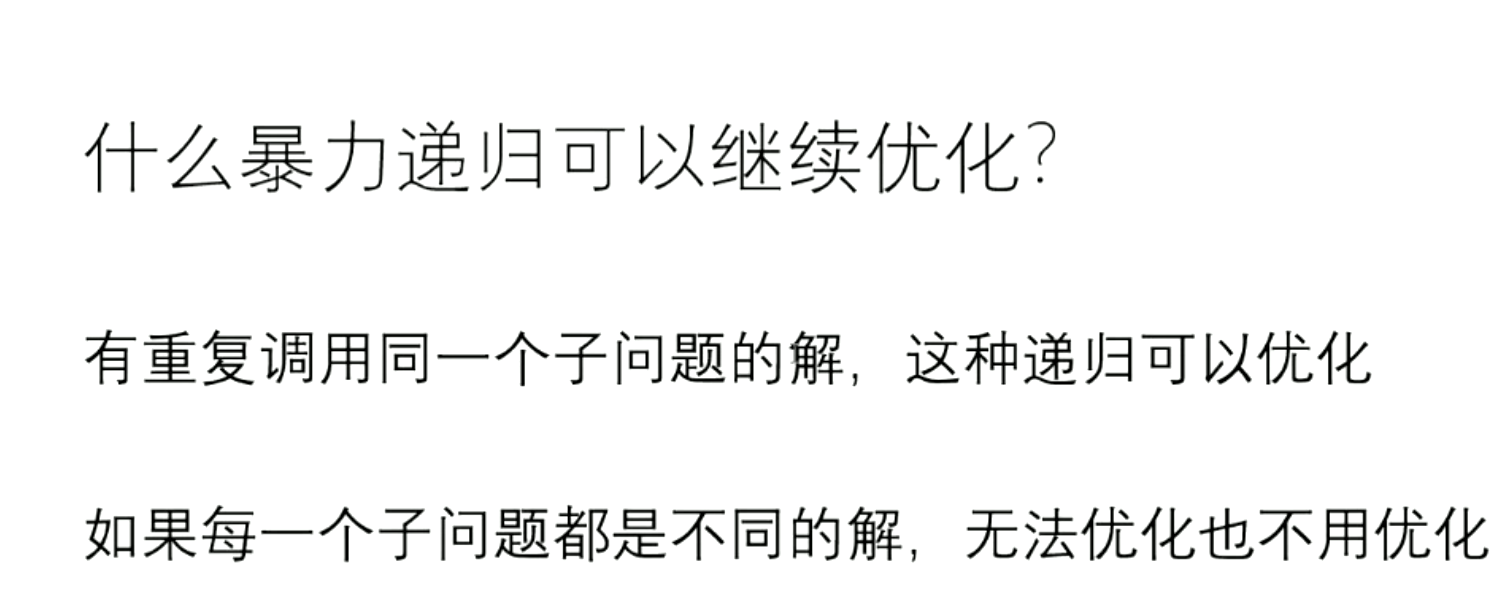 什么暴力递归可以继续优化?
有重复调用同一个子问题的解，这种递归可以优化
如果每一个子问题都是不同的解，无法优化也不用优化